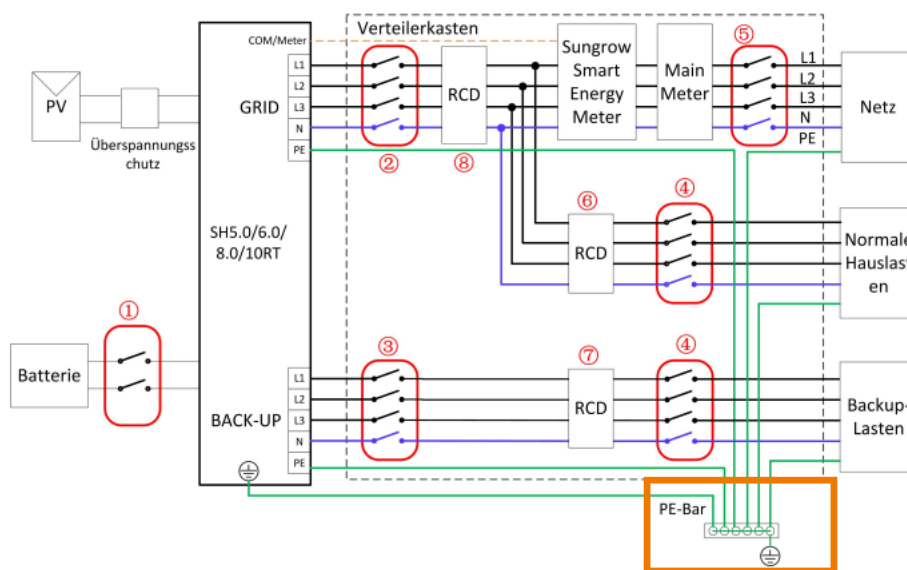 Verteilerkasten
COM/Meter
⑤
L1
L2
L3
N
PE
GRID
②
RCD
⑧
Sungrow
Smart
Energy
Meter
Main
Meter
L1
L2
L3
N
PE
Netz
PV
Überspannungss
chutz
SH5.0/6.0/
8.0/10RT
⑥
RCD
④
Normale
Hauslast
en
①
Batterie
③
⑦
④
L1
L2
L3
N
PE
BACK-UP
RCD
Backup-
Lasten
PE-Bar